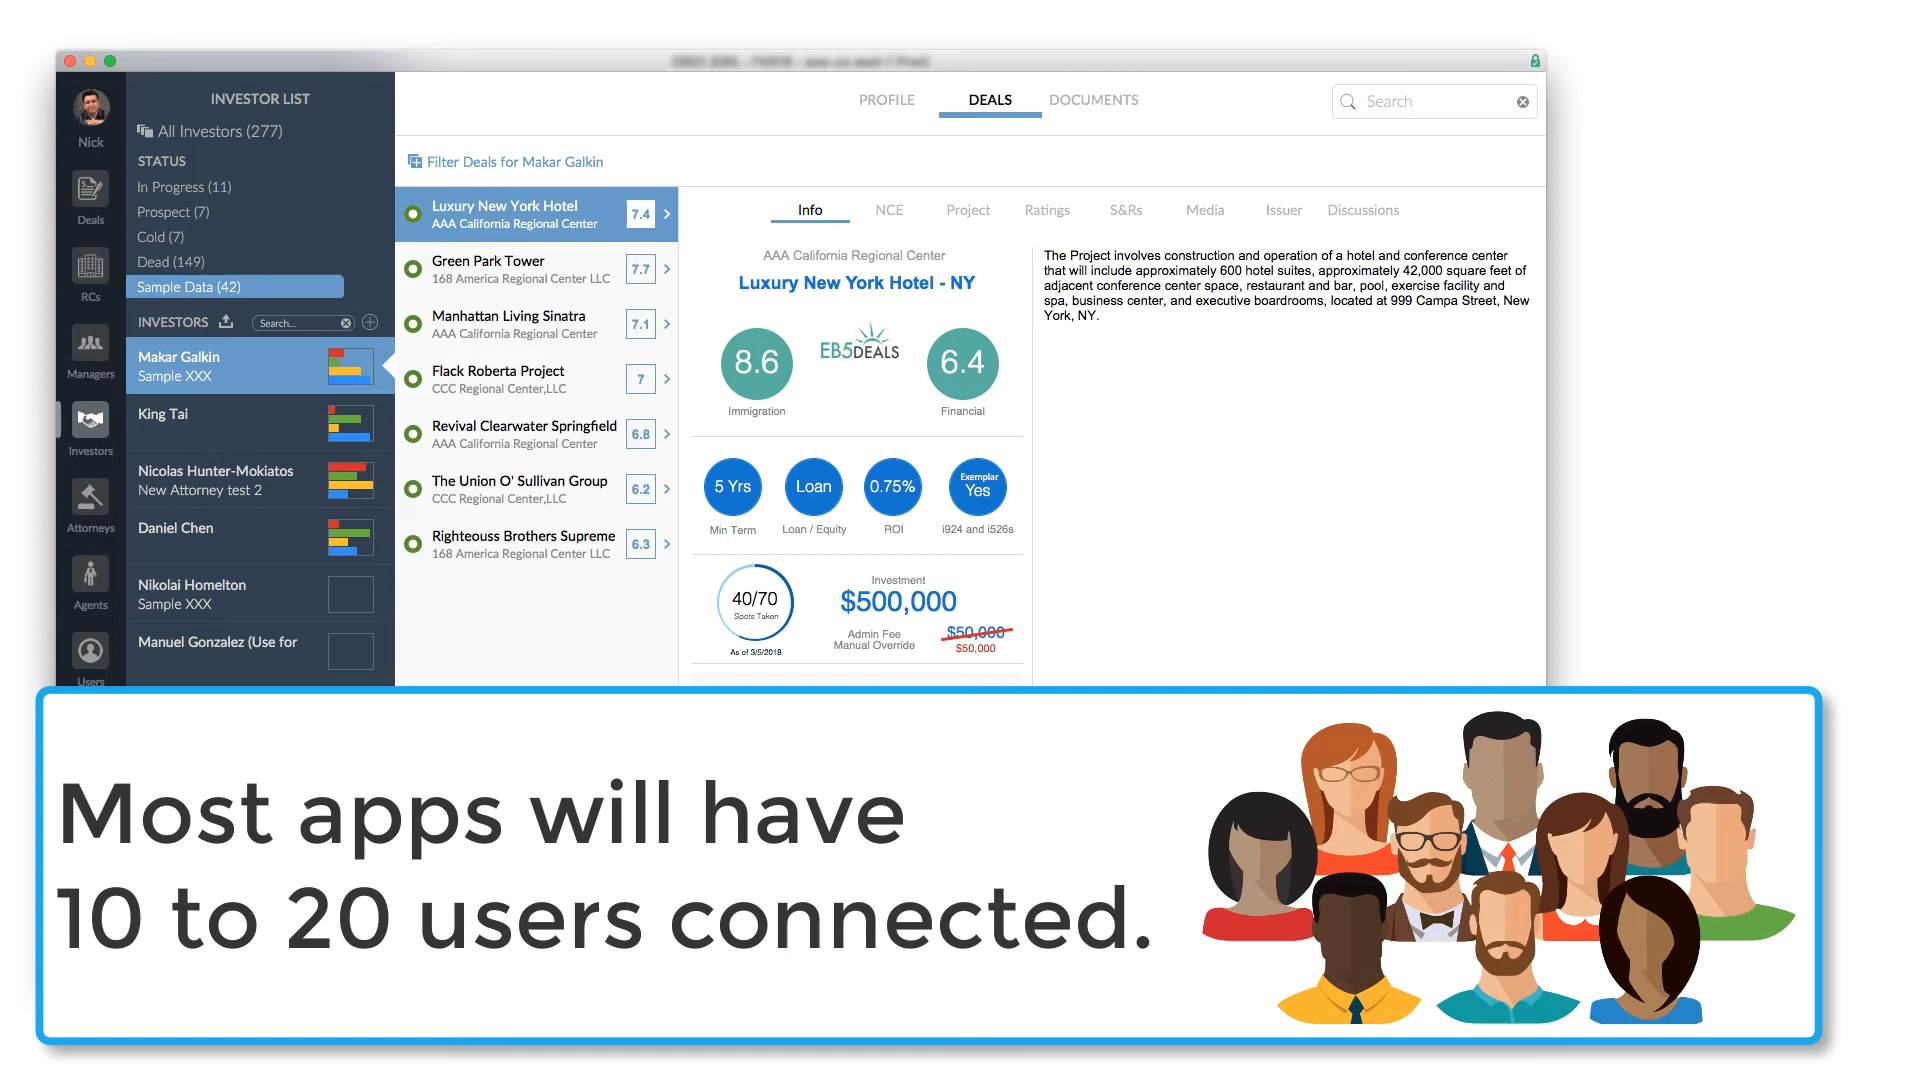 Nick
Deals
RCs
Managers
Investors
Attorneys
Agents
Users
INVESTOR LIST
All Investors (277)
STATUS
In Progress (11)
Prospect (7)
Cold (7)
Dead (149)
Sample Data (42)
INVESTORS
Search...
Makar Galkin
Sample XXX
King Tai
Nicolas Hunter-Mokiatos
New Attorney test 2
Daniel Chen
Nikolai Homelton
Sample XXX
Manuel Gonzalez (Use for
PROFILE DEALS DOCUMENTS
Search
Filter Deals for Makar Galkin
Luxury New York Hotel
AAA California Regional Center
7.4
Green Park Tower
168 America Regional Center LLC
7.7
Manhattan Living Sinatra
AAA California Regional Center
7.1
Flack Roberta Project
CCC Regional Center,LLC
7
Revival Clearwater Springfield
AAA California Regional Center
6.8
The Union O' Sullivan Group
CCC Regional Center,LLC
6.2
Righteouss Brothers Supreme
168 America Regional Center LLC
6.3
Info NCE Project Ratings S&Rs Media Issuer Discussions
AAA California Regional Center
Luxury New York Hotel - NY
8.6
Immigration
EB5DEALS
6.4
Financial
5 Yrs
Min Term
Loan
Loan / Equity
0.75%
ROI
Exemplar
Yes
i924 and i526s
40/70
Spots Taken
As of 3/5/2018
Investment
$500,000
Admin Fee
Manual Override
$50,000
$50,000
The Project involves construction and operation of a hotel and conference center
that will include approximately 600 hotel suites, approximately 42,000 square feet of
adjacent conference center space, restaurant and bar, pool, exercise facility and
spa, business center, and executive boardrooms, located at 999 Campa Street, New
York, NY.
Most apps will have
10 to 20 users connected.